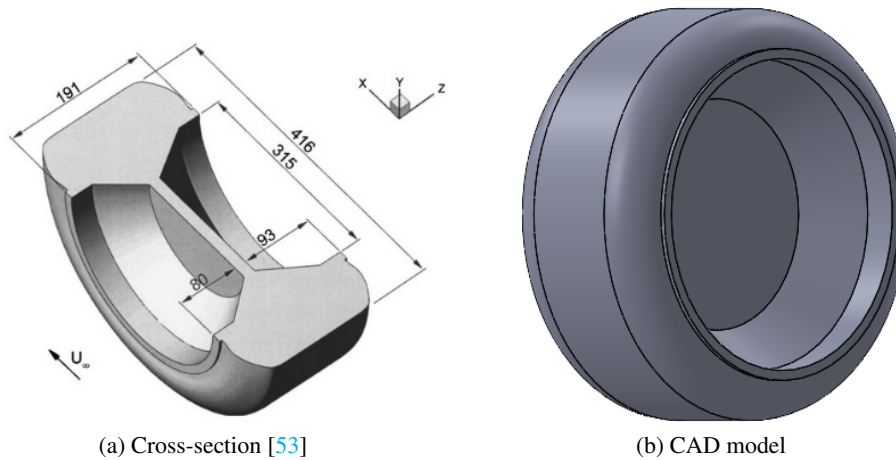 191
416
315
93
80
X Y Z
U∞
(a) Cross-section [53]
(b) CAD model